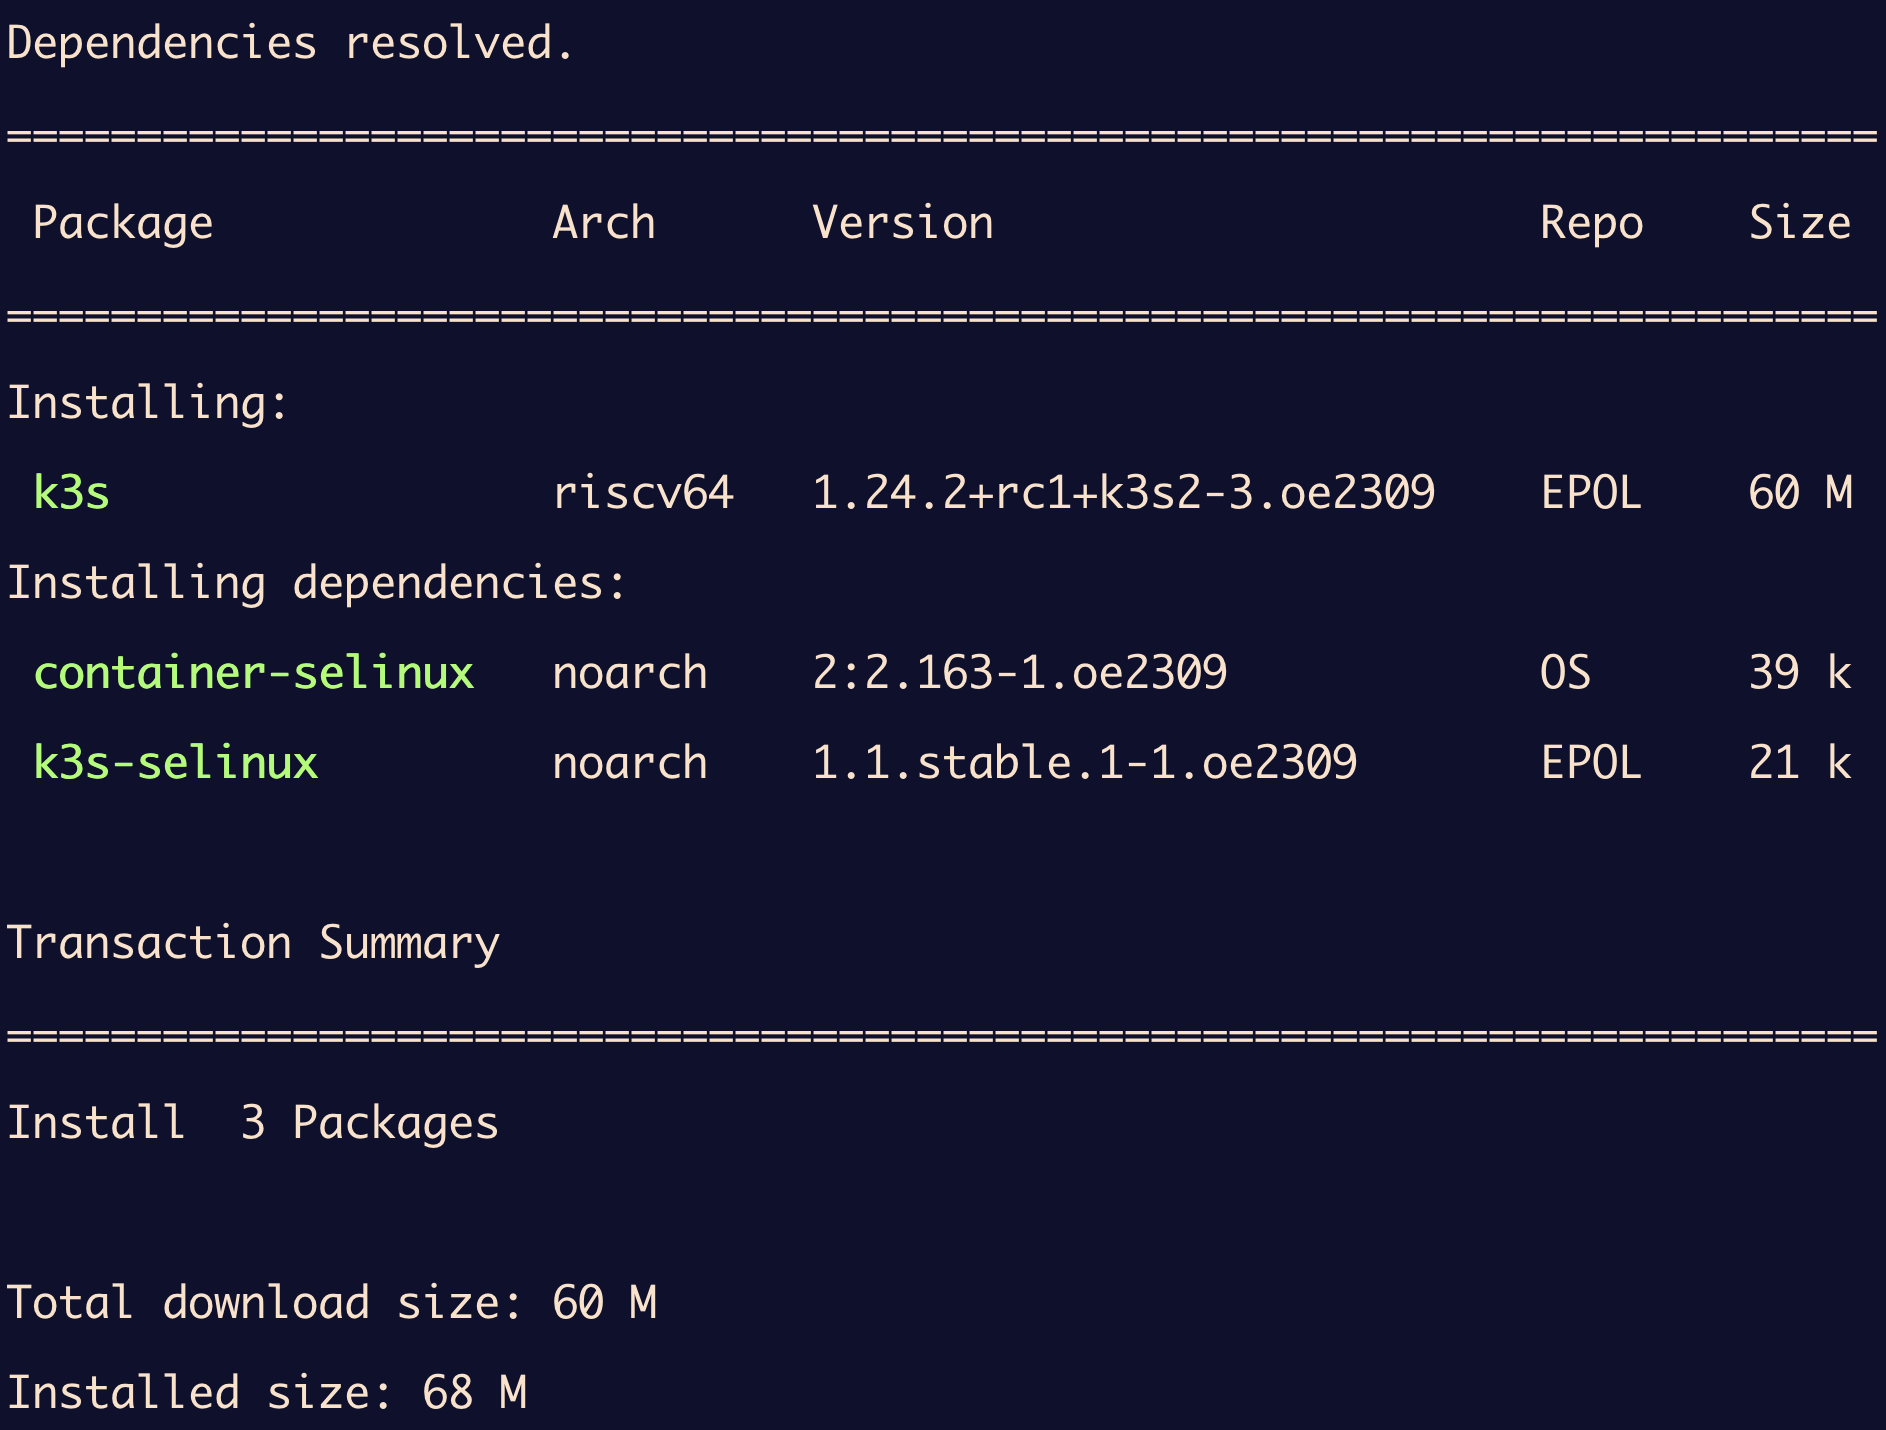 Dependencies resolved.
========================================================================
 Package             Arch      Version                     Repo    Size
========================================================================
Installing:
 k3s                 riscv64   1.24.2+rc1+k3s2-3.oe2309    EPOL    60 M
Installing dependencies:
 container-selinux   noarch    2:2.163-1.oe2309            OS      39 k
 k3s-selinux         noarch    1.1.stable.1-1.oe2309       EPOL    21 k
Transaction Summary
========================================================================
Install  3 Packages
Total download size: 60 M
Installed size: 68 M